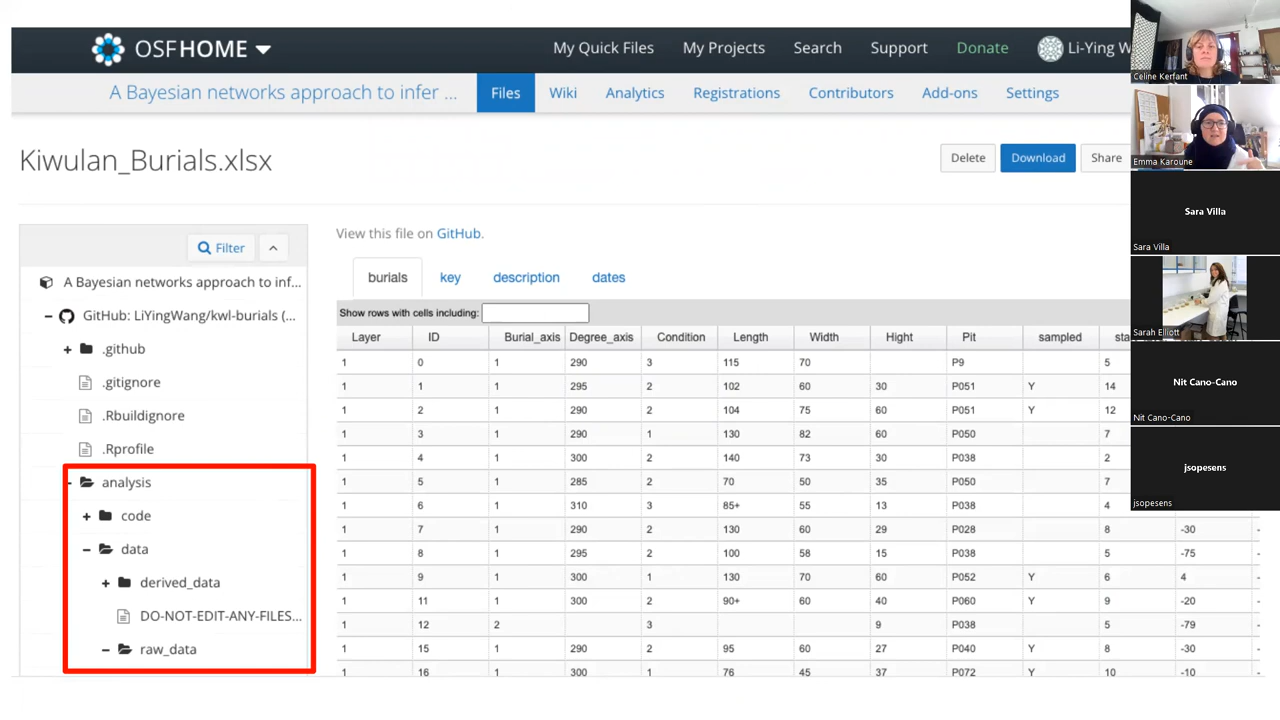 OSFHOME
My Quick Files My Projects Search Support Donate Li-Ying W
A Bayesian networks approach to infer ... Files Wiki Analytics Registrations Contributors Add-ons Settings
Kiwulan_Burials.xlsx
Delete Download Share
Filter
A Bayesian networks approach to inf...
GitHub: LiYingWang/kwl-burials (...
.github
.gitignore
.Rbuildignore
.Rprofile
analysis
code
data
derived_data
DO-NOT-EDIT-ANY-FILES...
raw_data
View this file on GitHub.
burials key description dates
Show rows with cells including:
Layer ID Burial_axis Degree_axis Condition Length Width Hight Pit sampled
1 0 1 290 3 115 70 P9 5
1 1 1 295 2 102 60 30 P051 Y 14
1 2 1 290 2 104 75 60 P051 Y 12
1 3 1 290 1 130 82 60 P050 7
1 4 1 300 2 140 73 30 P038 2
1 5 1 285 2 70 50 35 P050 7
1 6 1 310 3 85+ 55 13 P038 4
1 7 1 290 2 130 60 29 P028 8 -30
1 8 1 295 2 100 58 15 P038 5 -75
1 9 1 300 1 130 70 60 P052 Y 6 4
1 11 1 300 2 90+ 60 40 P060 Y 9 -20
1 12 2 3 9 P038 5 -79
1 15 1 290 2 95 60 27 P040 Y 8 -30
1 16 1 300 1 76 45 37 P072 Y 10 -10
Celine Kerfant
Emma Karoune
Sara Villa
Sara Villa
Sarah Elliott
Nit Cano-Cano
Nit Cano-Cano
jsopesens
jsopesens